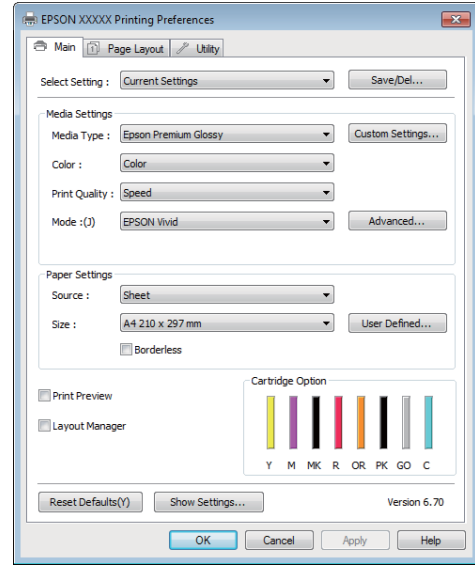 EPSON XXXXX Printing Preferences
Main Page Layout Utility
Select Setting : Current Settings Save/Del...
Media Settings
Media Type : Epson Premium Glossy Custom Settings...
Color : Color
Print Quality : Speed
Mode :(J) EPSON Vivid Advanced...
Paper Settings
Source : Sheet
Size : A4 210 x 297 mm User Defined...
Borderless
Print Preview
Layout Manager
Cartridge Option
Y M MK R OR PK GO C
Reset Defaults(Y) Show Settings... Version 6.70
OK Cancel Apply Help